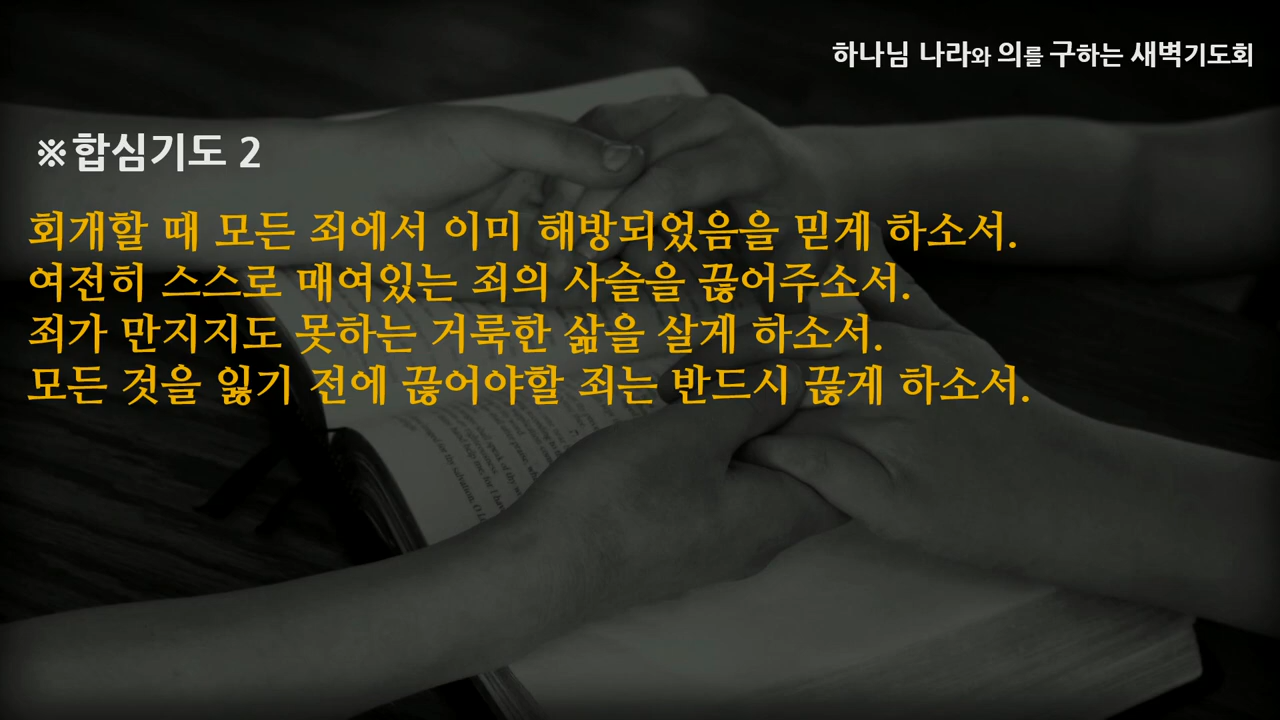 하나님 나라와 의를 구하는 새벽기도회
※합심기도 2
회개할 때 모든 죄에서 이미 해방되었음을 믿게 하소서.
여전히 스스로 매여있는 죄의 사슬을 끊어주소서.
죄가 만지지도 못하는 거룩한 삶을 살게 하소서.
모든 것을 잃기 전에 끊어야할 죄는 반드시 끊게 하소서.